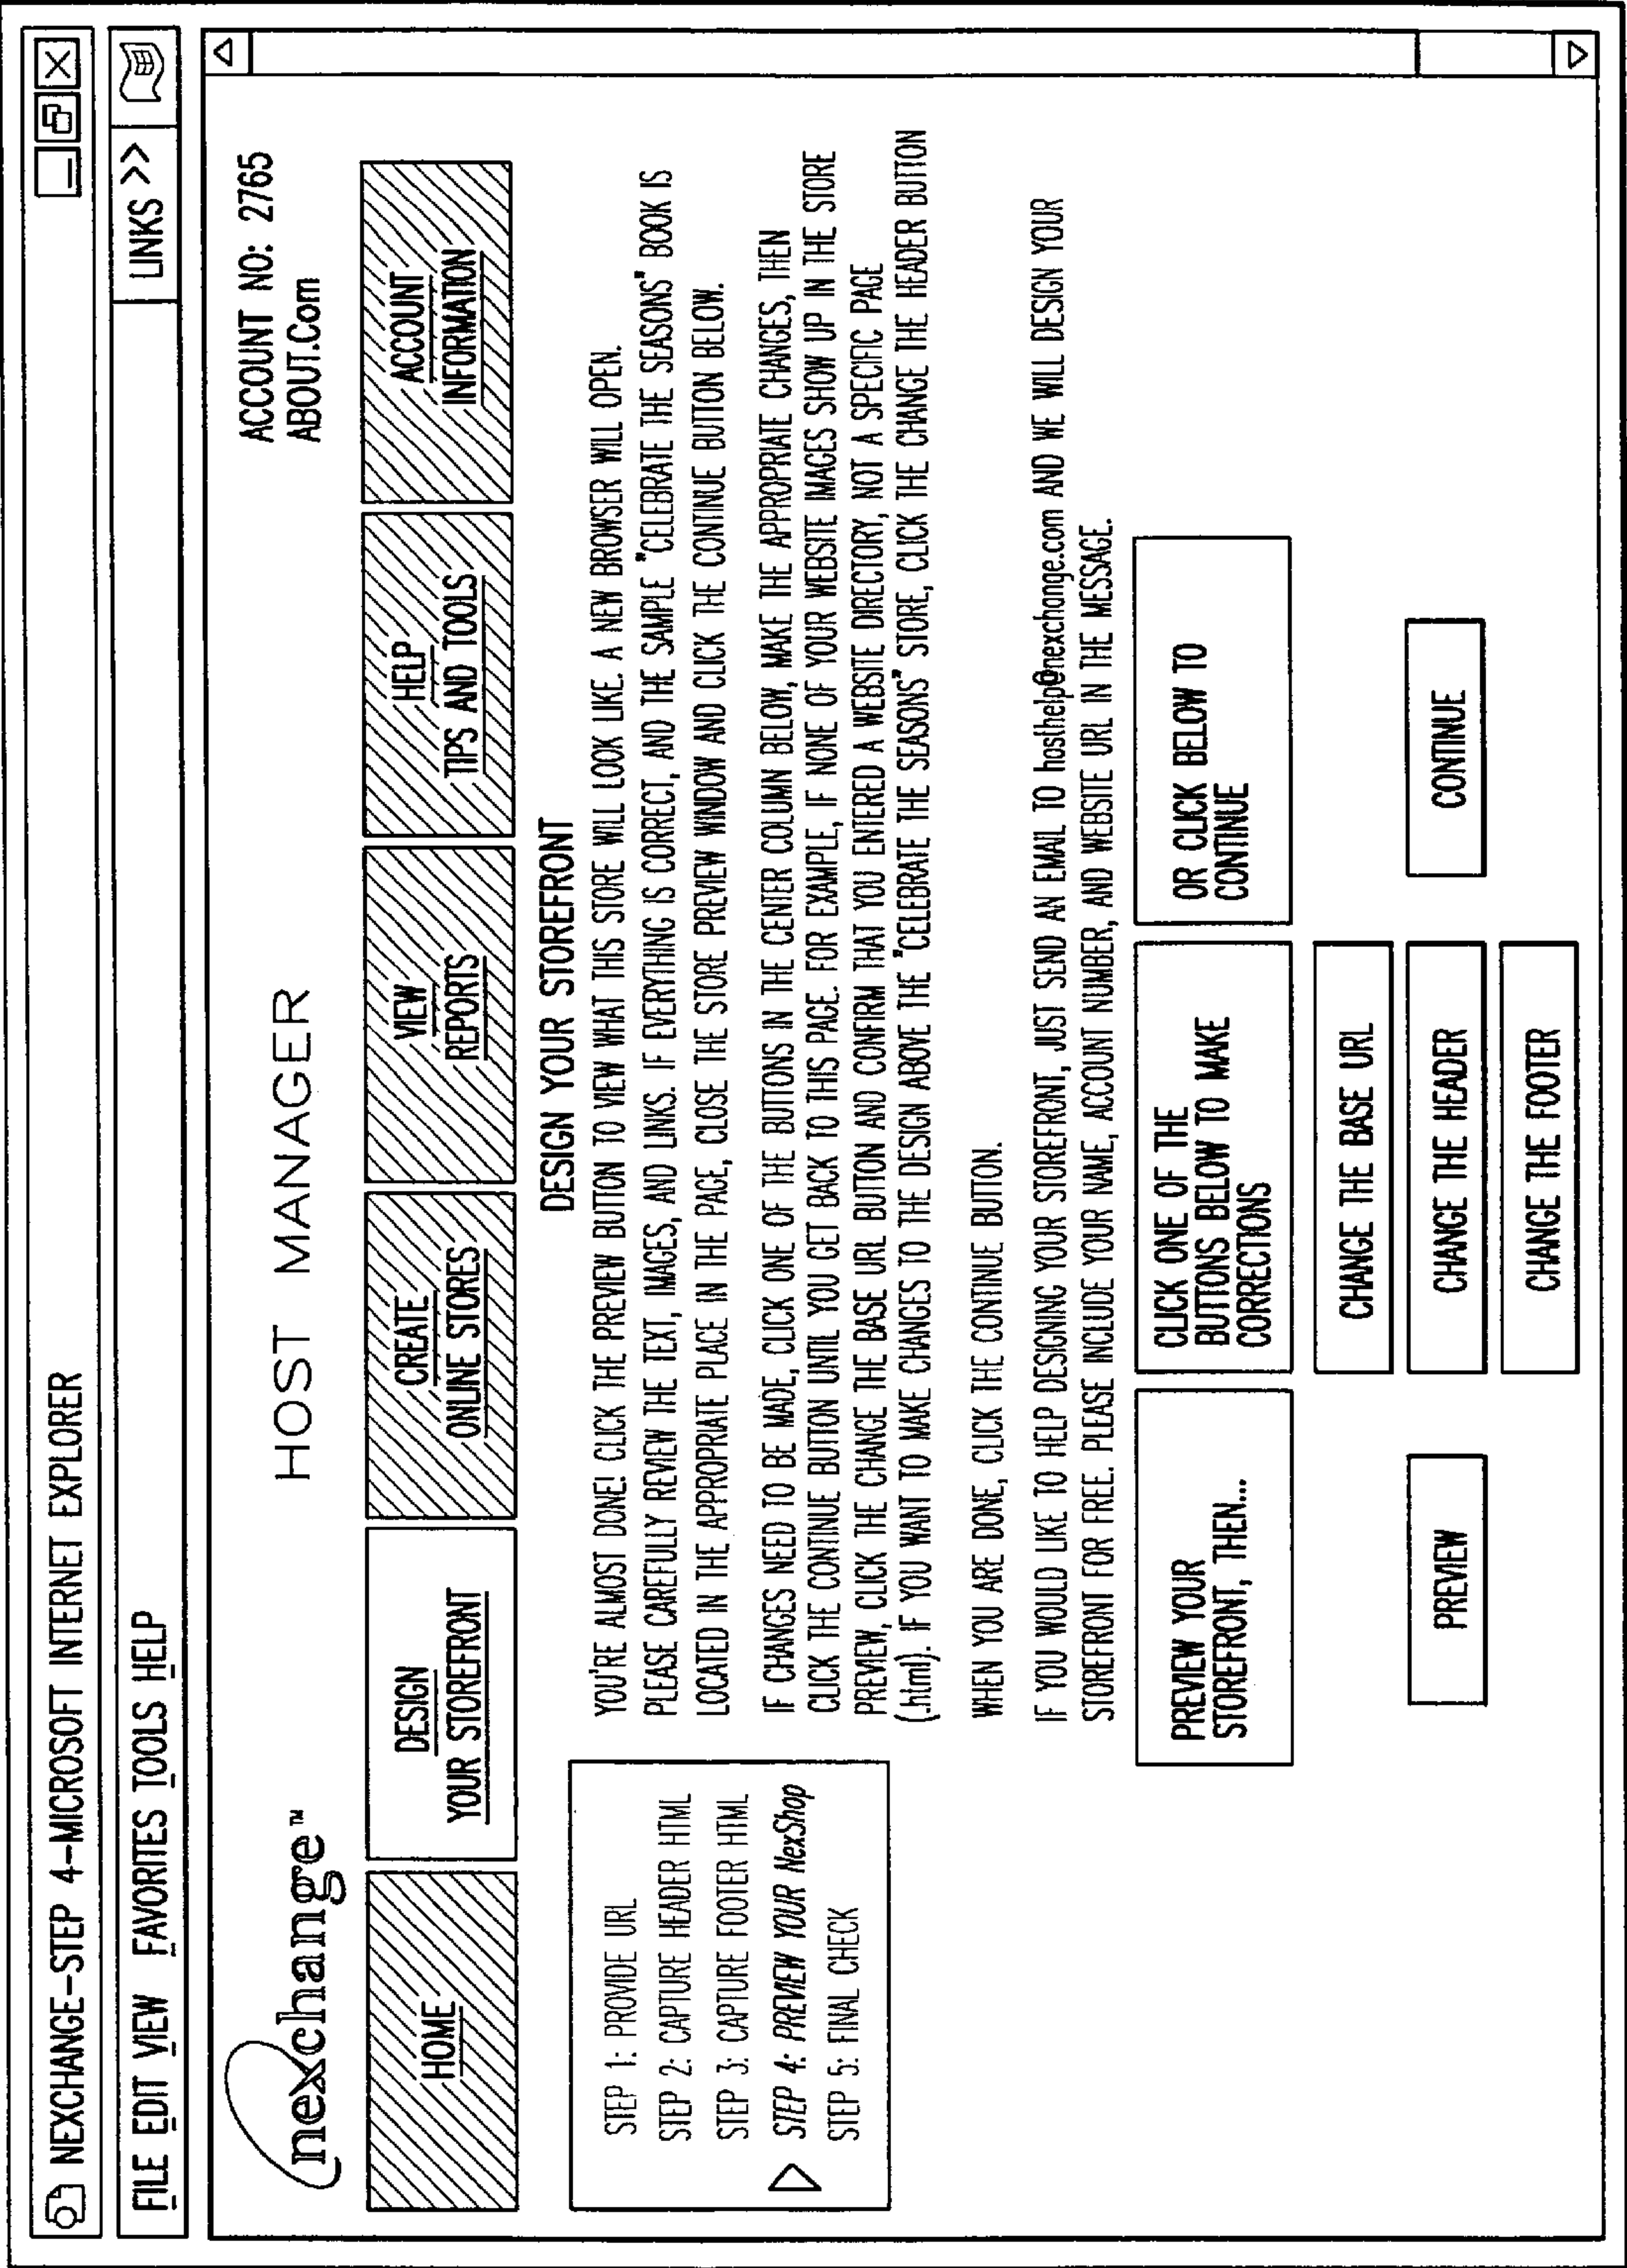 NEXCHANGE-STEP 4-MICROSOFT INTERNET EXPLORER
FILE EDIT VIEW FAVORITES TOOLS HELP
LINKS >>
nexchange™
HOST MANAGER
ACCOUNT NO: 2765
ABOUT.Com
HOME
DESIGN
YOUR STOREFRONT
CREATE
ONLINE STORES
VIEW
REPORTS
HELP
TIPS AND TOOLS
ACCOUNT
INFORMATION
DESIGN YOUR STOREFRONT
STEP 1: PROVIDE URL
STEP 2: CAPTURE HEADER HTML
STEP 3: CAPTURE FOOTER HTML
STEP 4: PREVIEW YOUR NexShop
STEP 5: FINAL CHECK
YOU'RE ALMOST DONE! CLICK THE PREVIEW BUTTON TO VIEW WHAT THIS STORE WILL LOOK LIKE. A NEW BROWSER WILL OPEN.
PLEASE CAREFULLY REVIEW THE TEXT, IMAGES, AND LINKS. IF EVERYTHING IS CORRECT, AND THE SAMPLE "CELEBRATE THE SEASONS" BOOK IS
LOCATED IN THE APPROPRIATE PLACE IN THE PAGE, CLOSE THE STORE PREVIEW WINDOW AND CLICK THE CONTINUE BUTTON BELOW.
IF CHANGES NEED TO BE MADE, CLICK ONE OF THE BUTTONS IN THE CENTER COLUMN BELOW, MAKE THE APPROPRIATE CHANGES, THEN
CLICK THE CONTINUE BUTTON UNTIL YOU GET BACK TO THIS PAGE. FOR EXAMPLE, IF NONE OF YOUR WEBSITE IMAGES SHOW UP IN THE STORE
PREVIEW, CLICK THE CHANGE THE BASE URL BUTTON AND CONFIRM THAT YOU ENTERED A WEBSITE DIRECTORY, NOT A SPECIFIC PAGE
(.html). IF YOU WANT TO MAKE CHANGES TO THE DESIGN ABOVE THE "CELEBRATE THE SEASONS" STORE, CLICK THE CHANGE THE HEADER BUTTON
WHEN YOU ARE DONE, CLICK THE CONTINUE BUTTON.
IF YOU WOULD LIKE TO HELP DESIGNING YOUR STOREFRONT, JUST SEND AN EMAIL TO hosthelp@nexchange.com AND WE WILL DESIGN YOUR
STOREFRONT FOR FREE. PLEASE INCLUDE YOUR NAME, ACCOUNT NUMBER, AND WEBSITE URL IN THE MESSAGE.
PREVIEW YOUR
STOREFRONT, THEN...
CLICK ONE OF THE
BUTTONS BELOW TO MAKE
CORRECTIONS
OR CLICK BELOW TO
CONTINUE
CHANGE THE BASE URL
PREVIEW
CHANGE THE HEADER
CONTINUE
CHANGE THE FOOTER